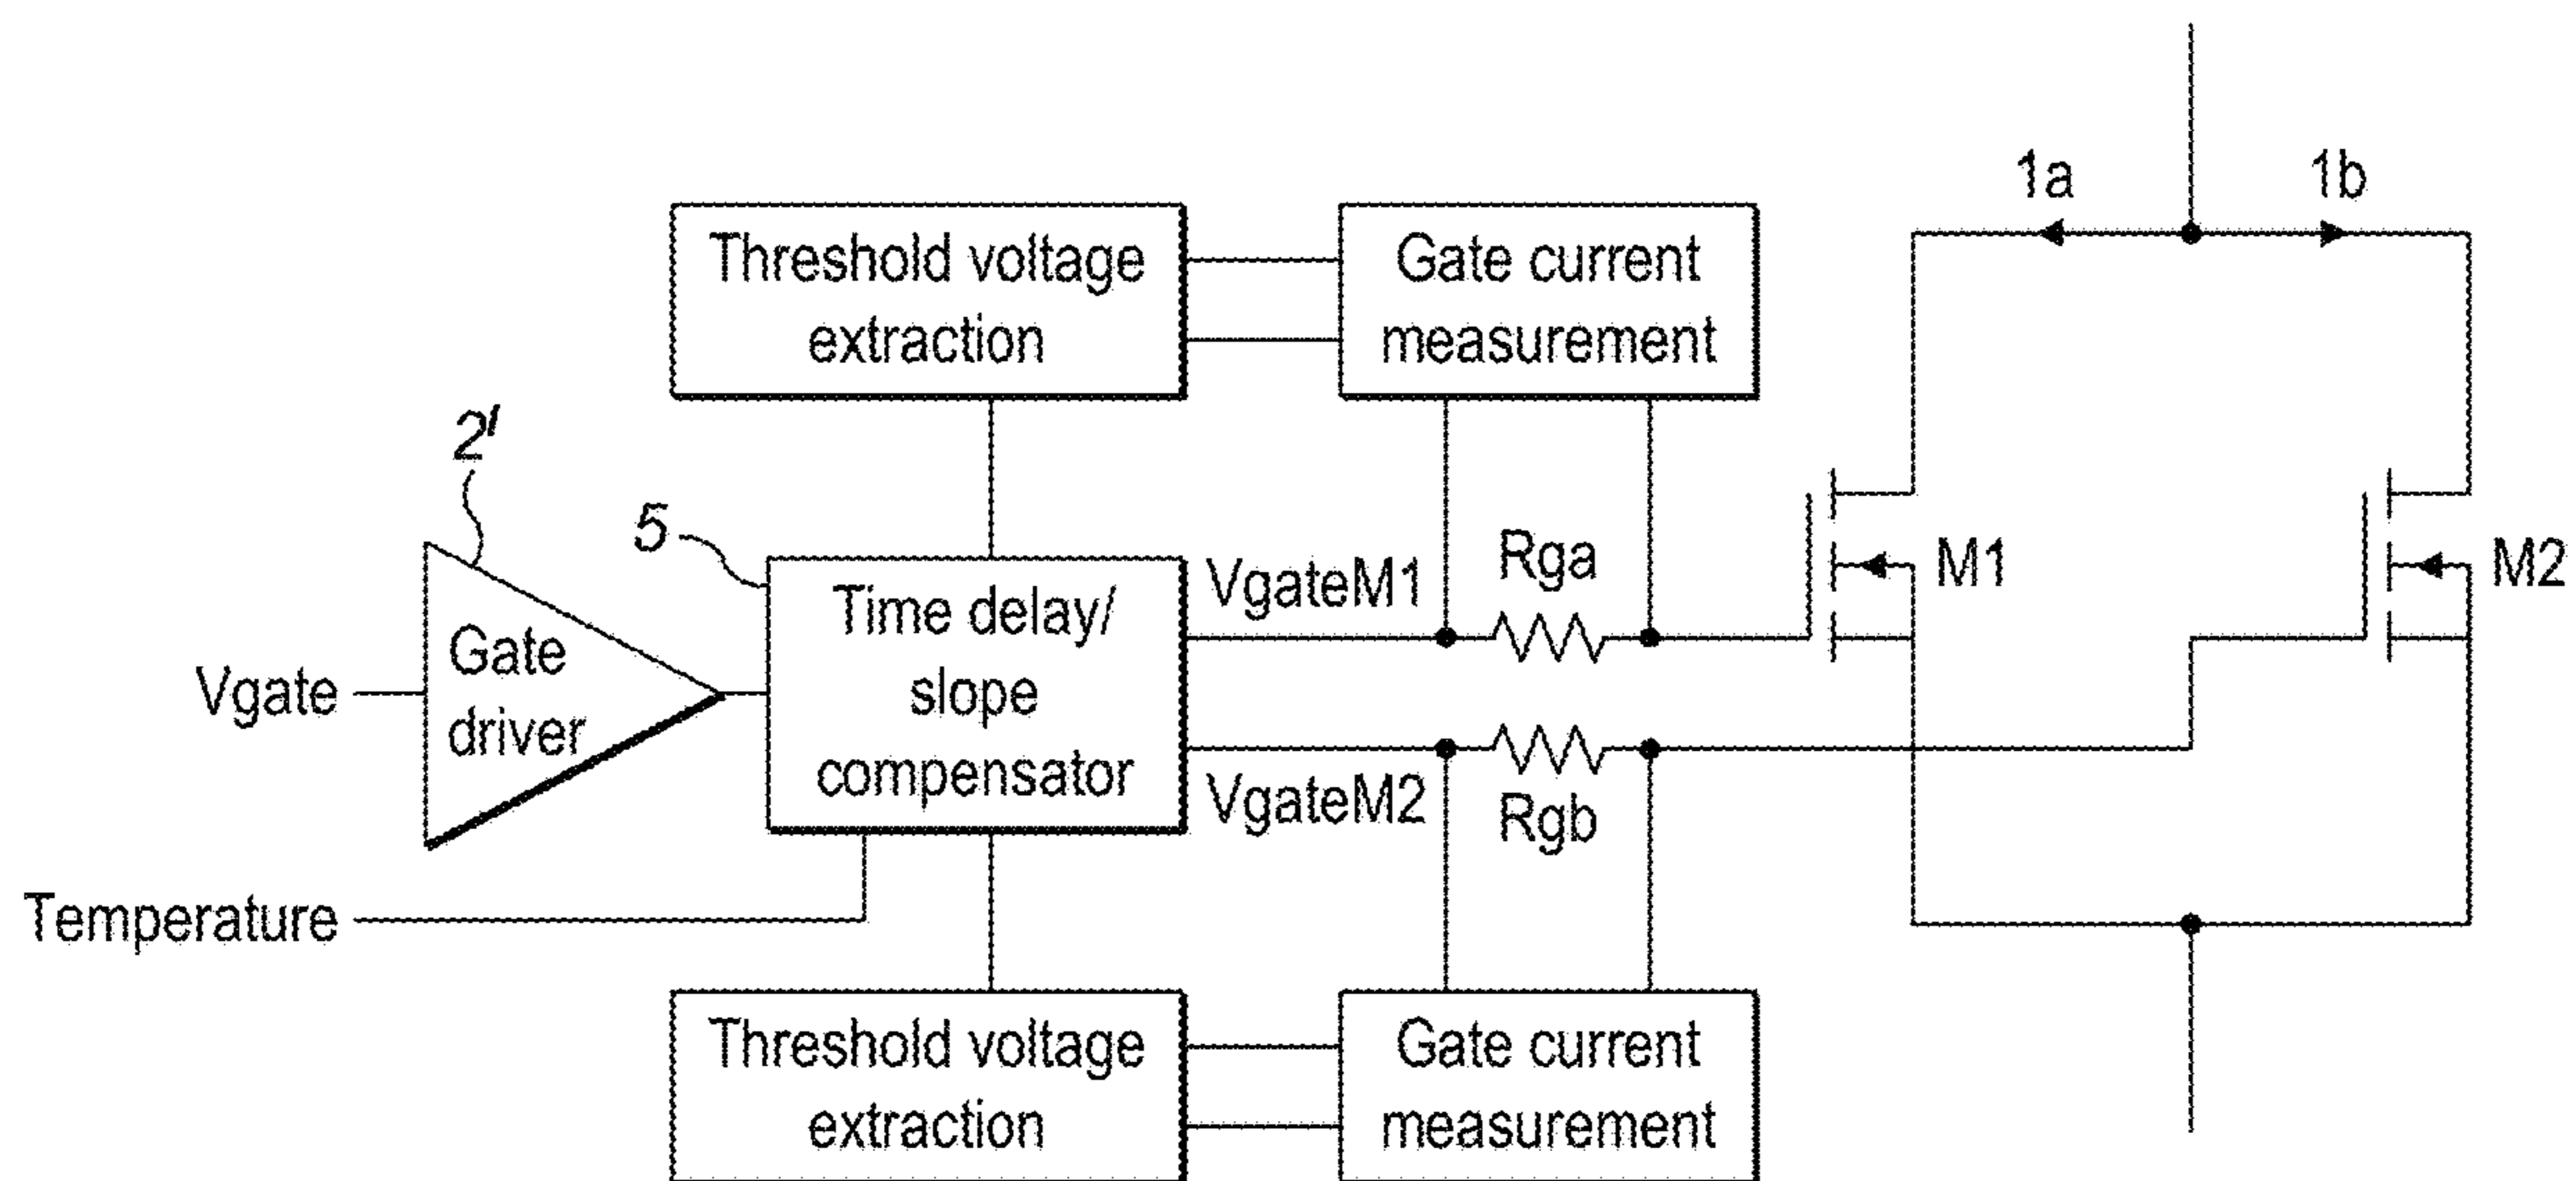 1a
1b
Threshold voltage
extraction
Gate current
measurement
2'
5
Gate
driver
Vgate
Time delay/
slope
compensator
VgateM1
Rga
M1
M2
VgateM2
Rgb
Temperature
Threshold voltage
extraction
Gate current
measurement